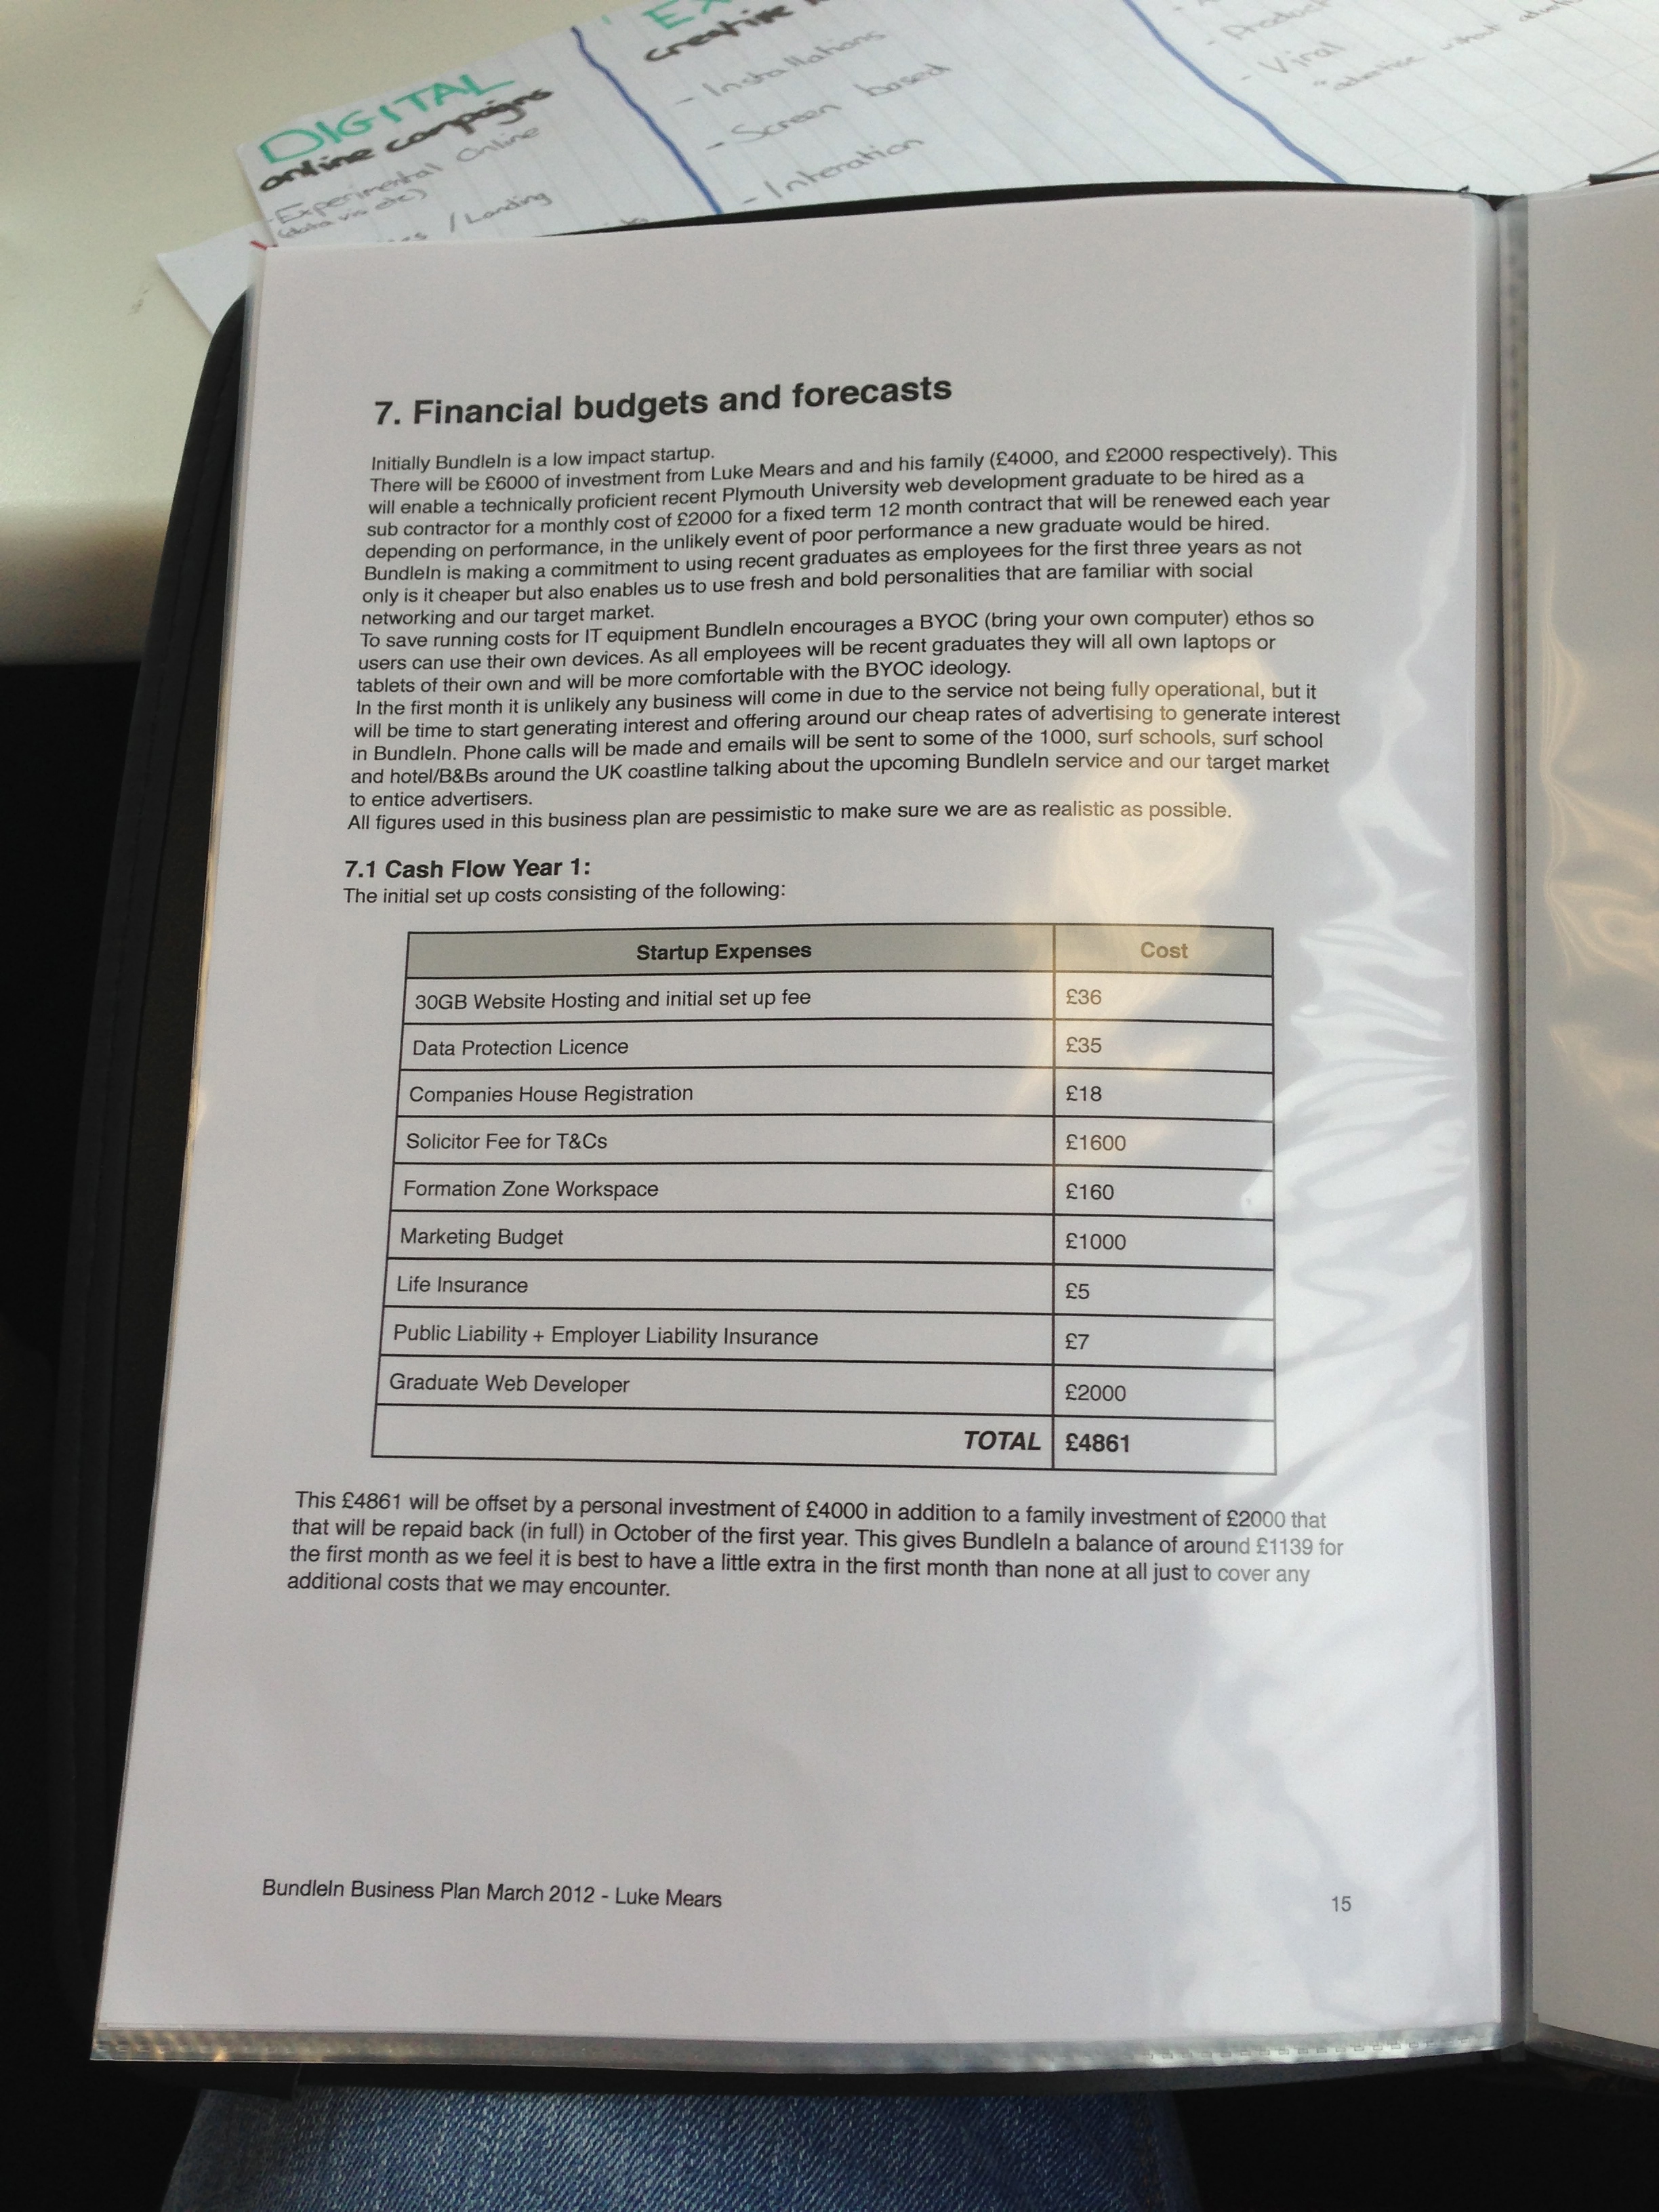 DIGITAL
online campaigns
- Experimental Online
(data vis etc)
/ Landing
creative
- Installations
- Screen based
- Interation
- Product
- Viral
7. Financial budgets and forecasts
Initially BundleIn is a low impact startup.
There will be £6000 of investment from Luke Mears and and his family (£4000, and £2000 respectively). This
will enable a technically proficient recent Plymouth University web development graduate to be hired as a
sub contractor for a monthly cost of £2000 for a fixed term 12 month contract that will be renewed each year
depending on performance, in the unlikely event of poor performance a new graduate would be hired.
BundleIn is making a commitment to using recent graduates as employees for the first three years as not
only is it cheaper but also enables us to use fresh and bold personalities that are familiar with social
networking and our target market.
To save running costs for IT equipment BundleIn encourages a BYOC (bring your own computer) ethos so
users can use their own devices. As all employees will be recent graduates they will all own laptops or
tablets of their own and will be more comfortable with the BYOC ideology.
In the first month it is unlikely any business will come in due to the service not being fully operational, but it
will be time to start generating interest and offering around our cheap rates of advertising to generate interest
in BundleIn. Phone calls will be made and emails will be sent to some of the 1000, surf schools, surf school
and hotel/B&Bs around the UK coastline talking about the upcoming BundleIn service and our target market
to entice advertisers.
All figures used in this business plan are pessimistic to make sure we are as realistic as possible.
7.1 Cash Flow Year 1:
The initial set up costs consisting of the following:
Startup Expenses Cost
30GB Website Hosting and initial set up fee £36
Data Protection Licence £35
Companies House Registration £18
Solicitor Fee for T&Cs £1600
Formation Zone Workspace £160
Marketing Budget £1000
Life Insurance £5
Public Liability + Employer Liability Insurance £7
Graduate Web Developer £2000
TOTAL £4861
This £4861 will be offset by a personal investment of £4000 in addition to a family investment of £2000 that
that will be repaid back (in full) in October of the first year. This gives BundleIn a balance of around £1139 for
the first month as we feel it is best to have a little extra in the first month than none at all just to cover any
additional costs that we may encounter.
BundleIn Business Plan March 2012 - Luke Mears 15